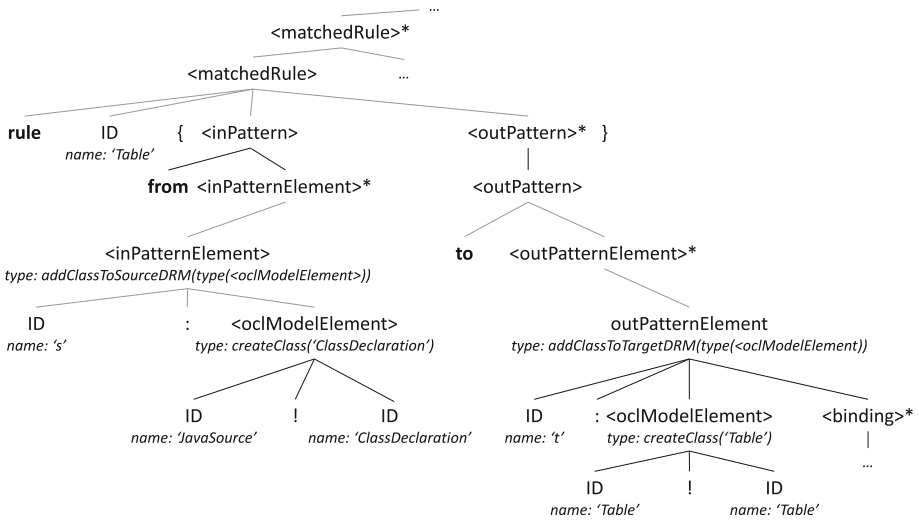 ...
<matchedRule>*
<matchedRule> ...
rule ID { <inPattern> <outPattern>* }
name: ‘Table’
from <inPatternElement>* <outPattern>
<inPatternElement> to <outPatternElement>*
type: addClassToSourceDRM(type(<oclModelElement>))
ID : <oclModelElement> outPatternElement
name: ‘s’ type: createClass(‘ClassDeclaration’) type: addClassToTargetDRM(type(<oclModelElement))
ID ! ID ID : <oclModelElement> <binding>*
name: ‘JavaSource’ name: ‘ClassDeclaration’ name: ‘t’ type: createClass(‘Table’)
...
ID ! ID
name: ‘Table’ name: ‘Table’